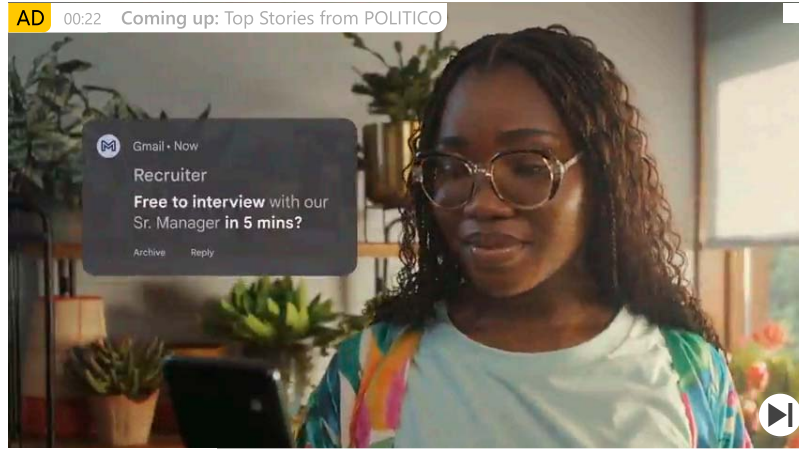 AD 00:22 Coming up: Top Stories from POLITICO
Gmail • Now
Recruiter
Free to interview with our
Sr. Manager in 5 mins?
Archive Reply